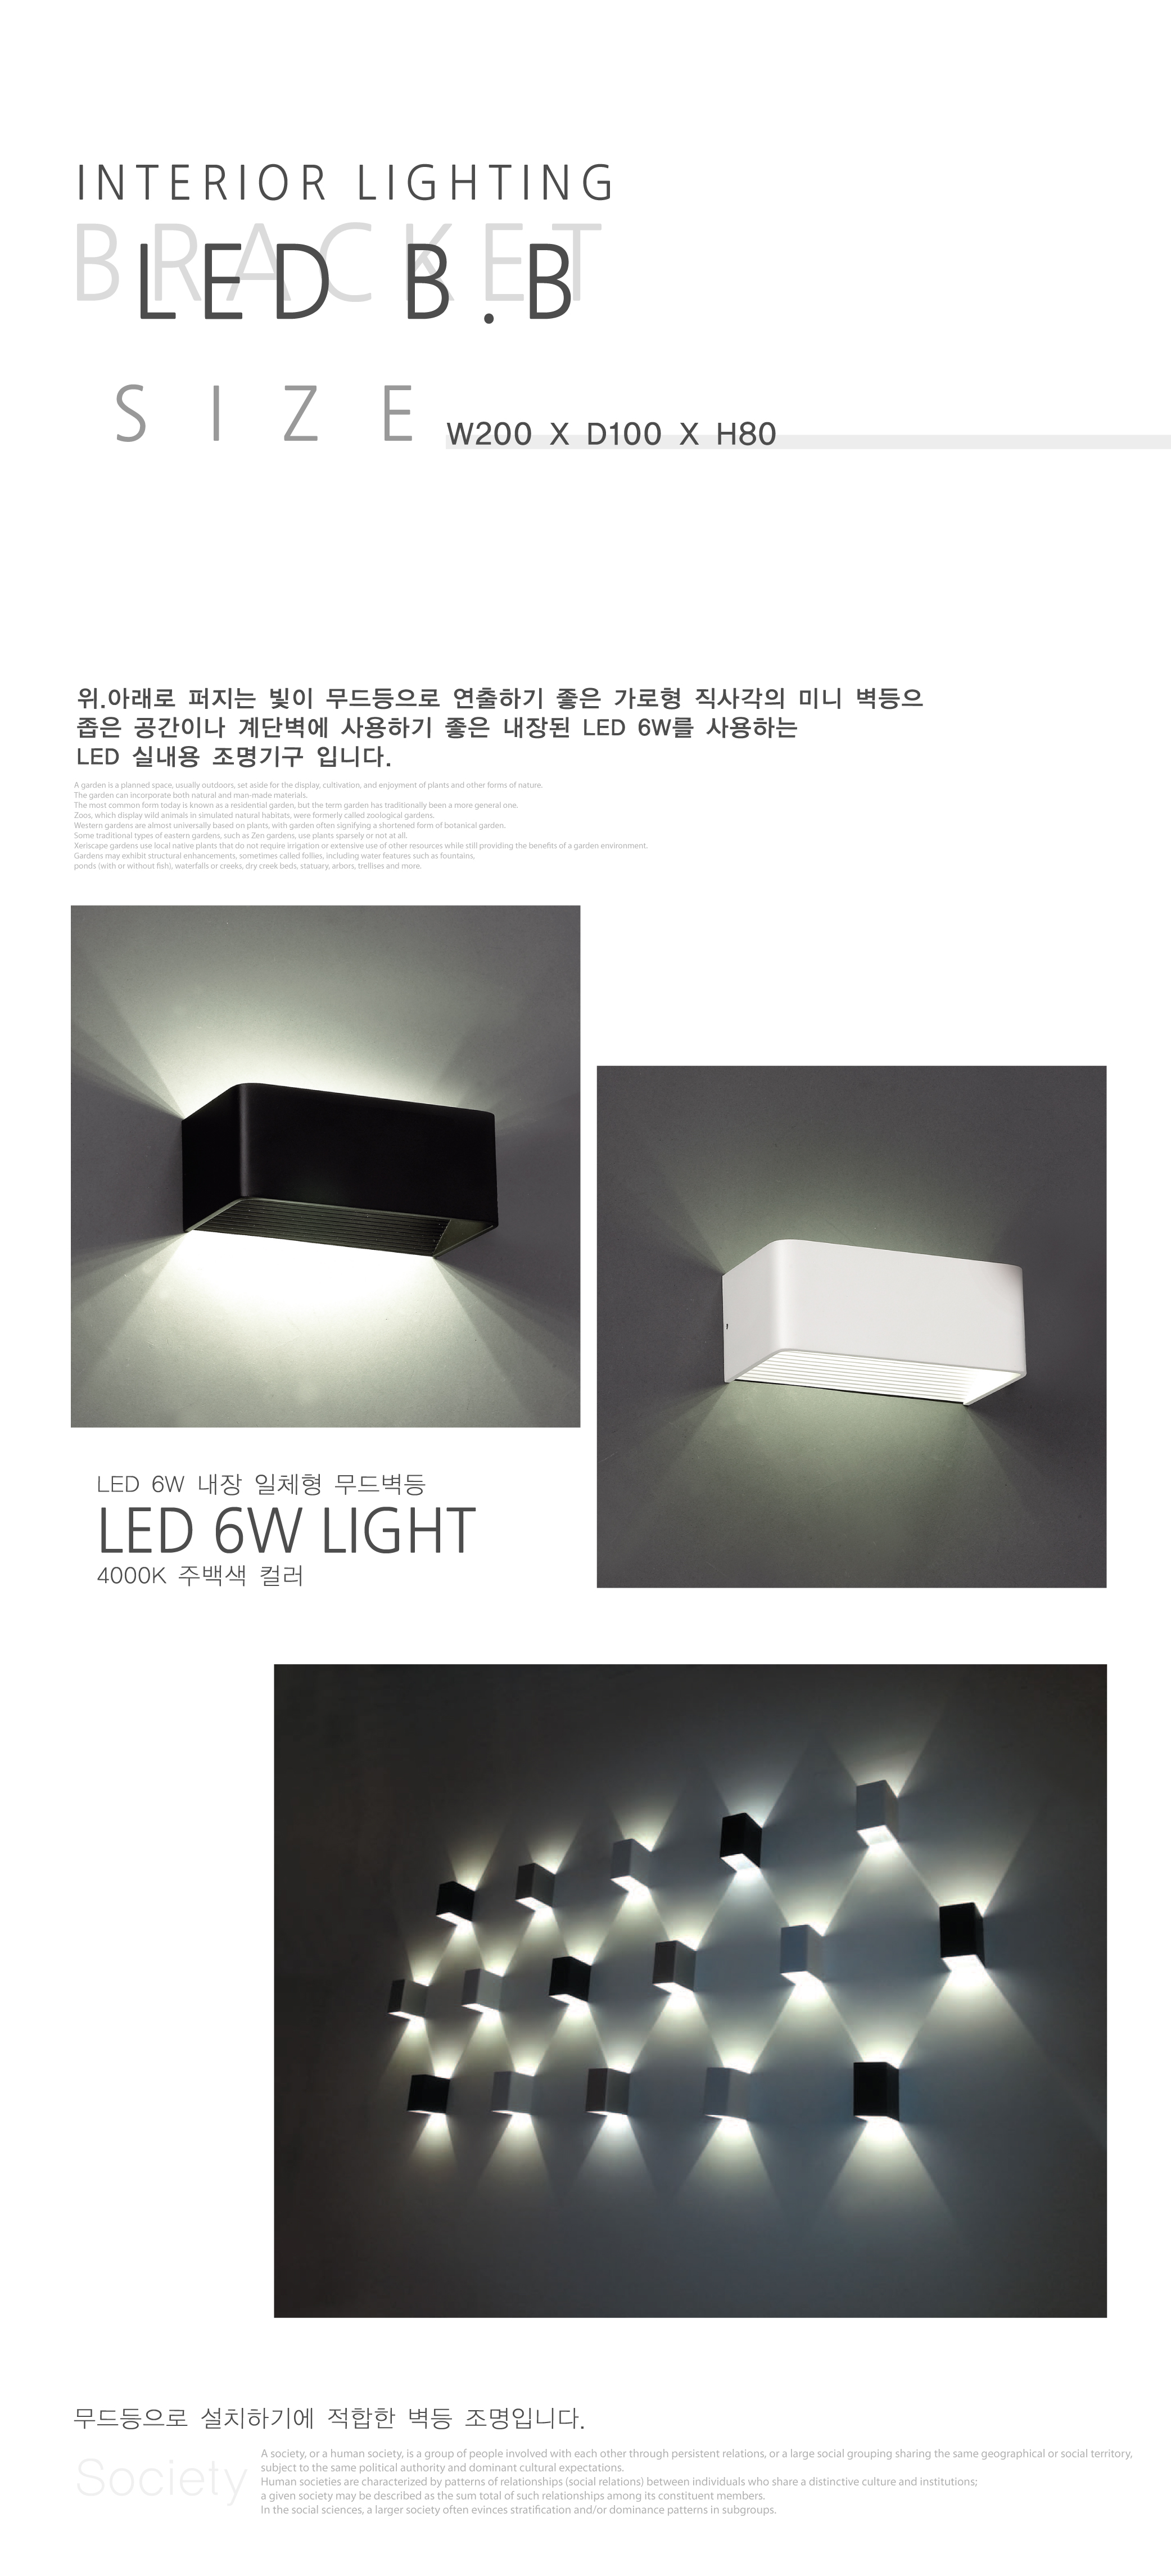 INTERIOR LIGHTING
BRACKET
LED B.B
SIZE W200 X D100 X H80
위.아래로 퍼지는 빛이 무드등으로 연출하기 좋은 가로형 직사각의 미니 벽등으
좁은 공간이나 계단벽에 사용하기 좋은 내장된 LED 6W를 사용하는
LED 실내용 조명기구 입니다.
A garden is a planned space, usually outdoors, set aside for the display, cultivation, and enjoyment of plants and other forms of nature.
The garden can incorporate both natural and man-made materials.
The most common form today is known as a residential garden, but the term garden has traditionally been a more general one.
Zoos, which display wild animals in simulated natural habitats, were formerly called zoological gardens.
Western gardens are almost universally based on plants, with garden often signifying a shortened form of botanical garden.
Some traditional types of eastern gardens, such as Zen gardens, use plants sparsely or not at all.
Xeriscape gardens use local native plants that do not require irrigation or extensive use of other resources while still providing the benefits of a garden environment.
Gardens may exhibit structural enhancements, sometimes called follies, including water features such as fountains,
ponds (with or without fish), waterfalls or creeks, dry creek beds, statuary, arbors, trellises and more.
LED 6W 내장 일체형 무드벽등
LED 6W LIGHT
4000K 주백색 컬러
무드등으로 설치하기에 적합한 벽등 조명입니다.
Society
A society, or a human society, is a group of people involved with each other through persistent relations, or a large social grouping sharing the same geographical or social territory,
subject to the same political authority and dominant cultural expectations.
Human societies are characterized by patterns of relationships (social relations) between individuals who share a distinctive culture and institutions;
a given society may be described as the sum total of such relationships among its constituent members.
In the social sciences, a larger society often evinces stratification and/or dominance patterns in subgroups.